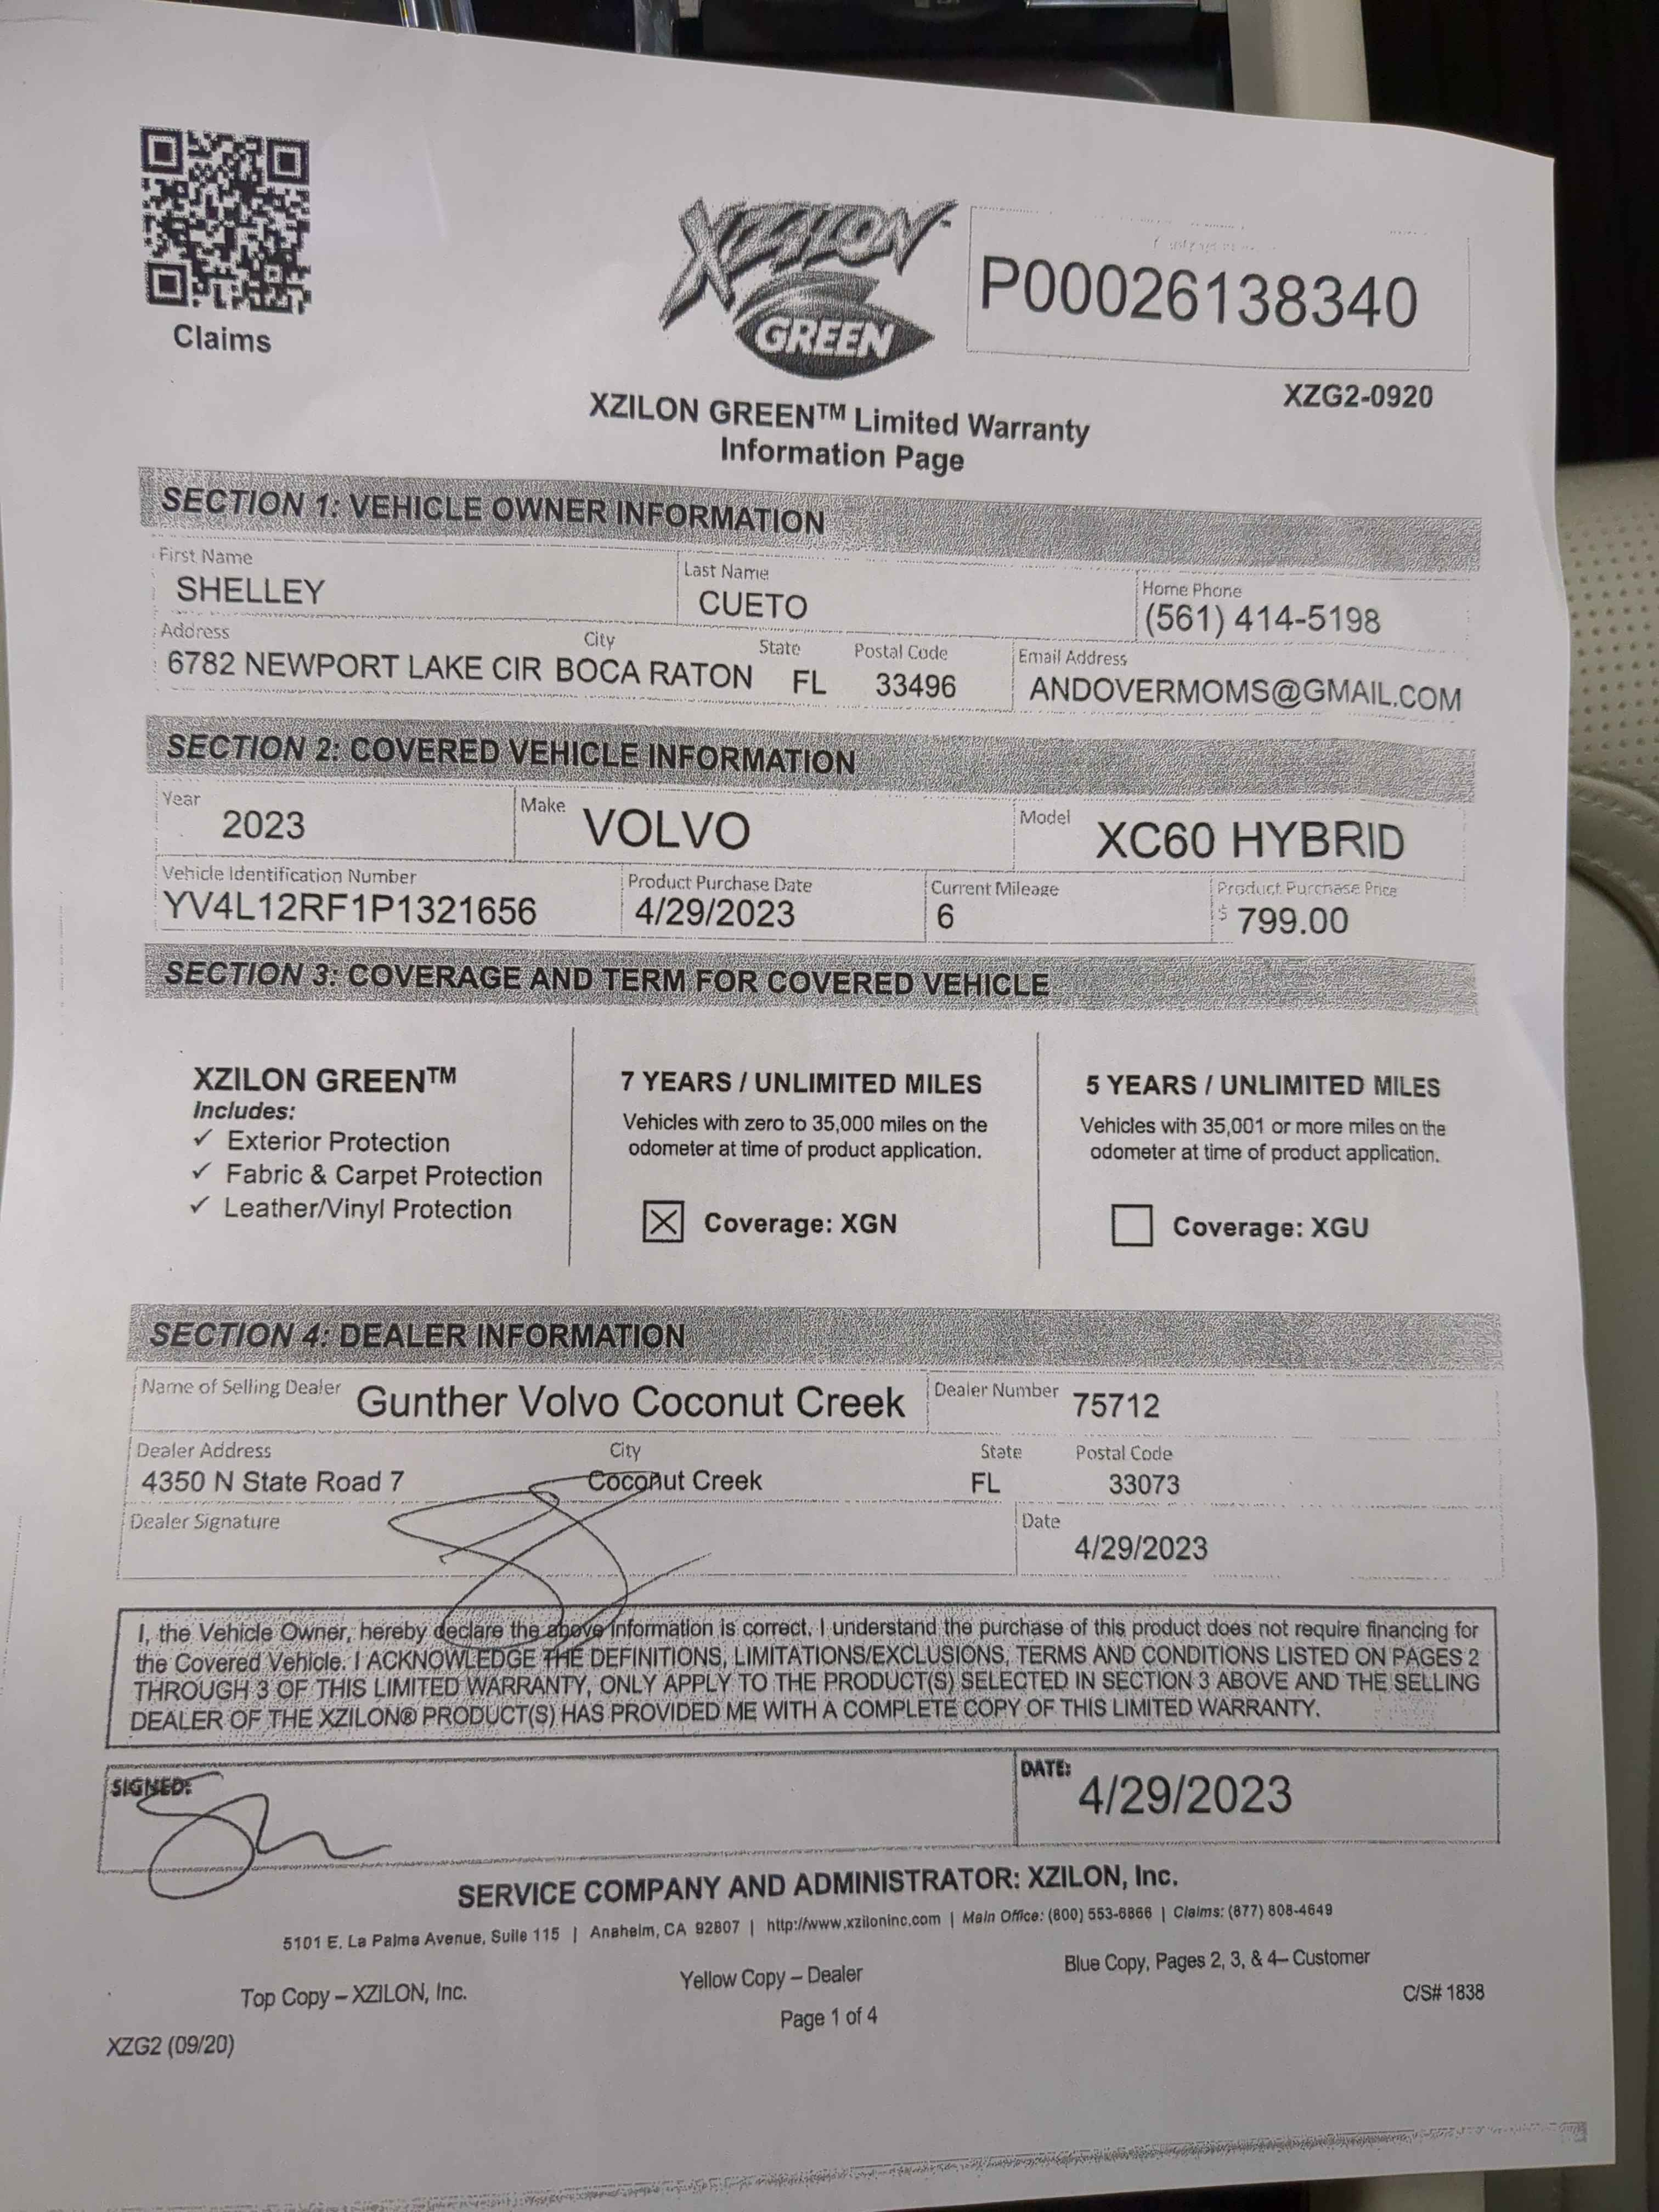 Claims
XZILON™
GREEN
P00026138340
XZG2-0920
XZILON GREEN™ Limited Warranty
Information Page
SECTION 1: VEHICLE OWNER INFORMATION
First Name
SHELLEY
Last Name
CUETO
Home Phone
(561) 414-5198
Address City State Postal Code
6782 NEWPORT LAKE CIR BOCA RATON FL 33496
Email Address
ANDOVERMOMS@GMAIL.COM
SECTION 2: COVERED VEHICLE INFORMATION
Year 2023
Make VOLVO
Model XC60 HYBRID
Vehicle Identification Number
YV4L12RF1P1321656
Product Purchase Date
4/29/2023
Current Mileage
6
Product Purchase Price
$ 799.00
SECTION 3: COVERAGE AND TERM FOR COVERED VEHICLE
XZILON GREEN™
Includes:
✓ Exterior Protection
✓ Fabric & Carpet Protection
✓ Leather/Vinyl Protection
7 YEARS / UNLIMITED MILES
Vehicles with zero to 35,000 miles on the
odometer at time of product application.
☒ Coverage: XGN
5 YEARS / UNLIMITED MILES
Vehicles with 35,001 or more miles on the
odometer at time of product application.
☐ Coverage: XGU
SECTION 4: DEALER INFORMATION
Name of Selling Dealer Gunther Volvo Coconut Creek
Dealer Number 75712
Dealer Address City State Postal Code
4350 N State Road 7 Coconut Creek FL 33073
Dealer Signature
Date
4/29/2023
I, the Vehicle Owner, hereby declare the above information is correct. I understand the purchase of this product does not require financing for
the Covered Vehicle. I ACKNOWLEDGE THE DEFINITIONS, LIMITATIONS/EXCLUSIONS, TERMS AND CONDITIONS LISTED ON PAGES 2
THROUGH 3 OF THIS LIMITED WARRANTY, ONLY APPLY TO THE PRODUCT(S) SELECTED IN SECTION 3 ABOVE AND THE SELLING
DEALER OF THE XZILON® PRODUCT(S) HAS PROVIDED ME WITH A COMPLETE COPY OF THIS LIMITED WARRANTY.
SIGNED:
DATE: 4/29/2023
SERVICE COMPANY AND ADMINISTRATOR: XZILON, Inc.
5101 E. La Palma Avenue, Suite 115 | Anaheim, CA 92807 | http://www.xziloninc.com | Main Office: (800) 553-6866 | Claims: (877) 808-4649
Top Copy – XZILON, Inc. Yellow Copy – Dealer Blue Copy, Pages 2, 3, & 4– Customer
Page 1 of 4
C/S# 1838
XZG2 (09/20)